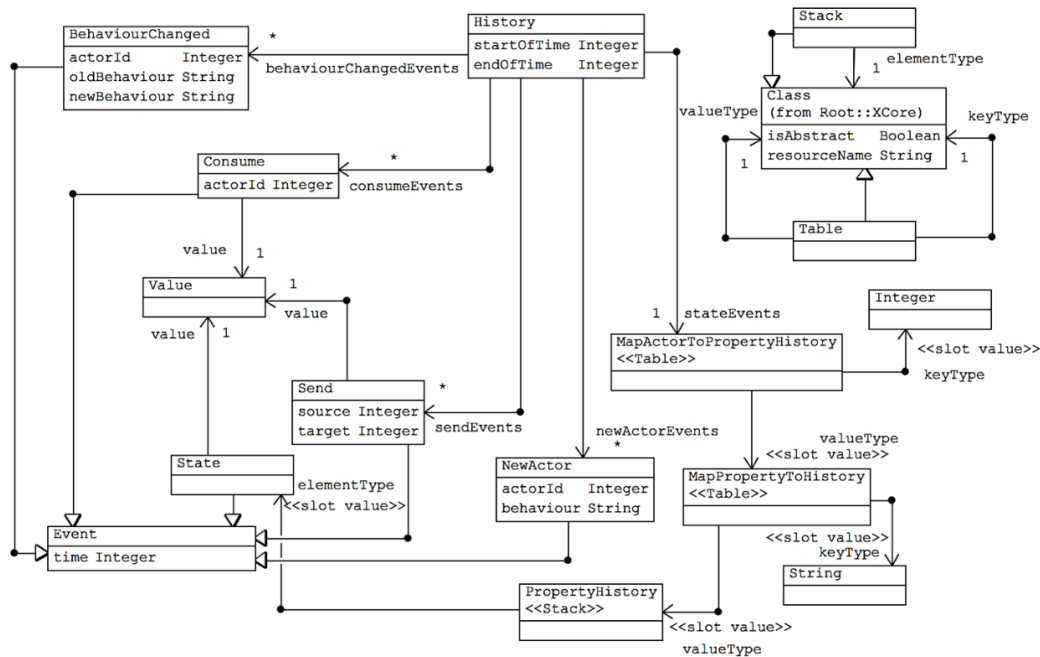 BehaviourChanged
actorId Integer
oldBehaviour String
newBehaviour String
*
behaviourChangedEvents
History
startOfTime Integer
endOfTime Integer
Stack
elementType
1
Class
(from Root::XCore)
isAbstract Boolean
resourceName String
valueType
1
keyType
1
Table
Consume
actorId Integer
*
consumeEvents
value
1
Value
1
value
value
1
1
stateEvents
Integer
<<slot value>>
keyType
MapActorToPropertyHistory
<<Table>>
Send
source Integer
target Integer
*
sendEvents
newActorEvents
*
valueType
<<slot value>>
State
elementType
<<slot value>>
NewActor
actorId Integer
behaviour String
MapPropertyToHistory
<<Table>>
<<slot value>>
keyType
String
Event
time Integer
PropertyHistory
<<Stack>>
<<slot value>>
valueType